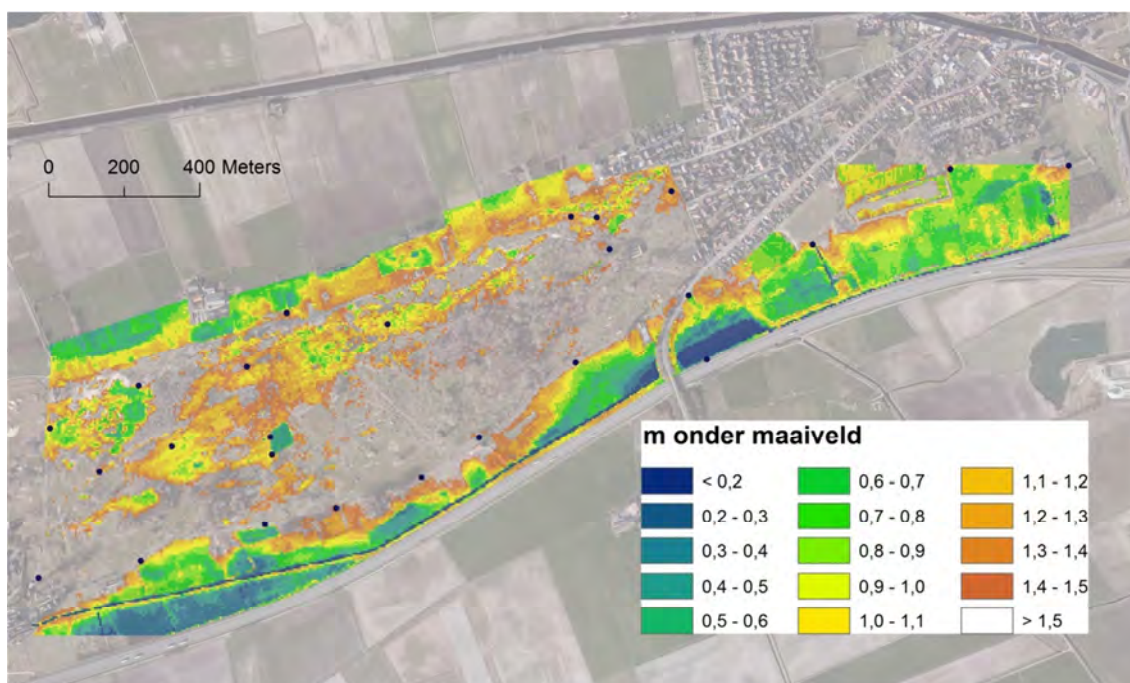 0 200 400 Meters
m onder maaiveld
< 0,2
0,2 - 0,3
0,3 - 0,4
0,4 - 0,5
0,5 - 0,6
0,6 - 0,7
0,7 - 0,8
0,8 - 0,9
0,9 - 1,0
1,0 - 1,1
1,1 - 1,2
1,2 - 1,3
1,3 - 1,4
1,4 - 1,5
> 1,5